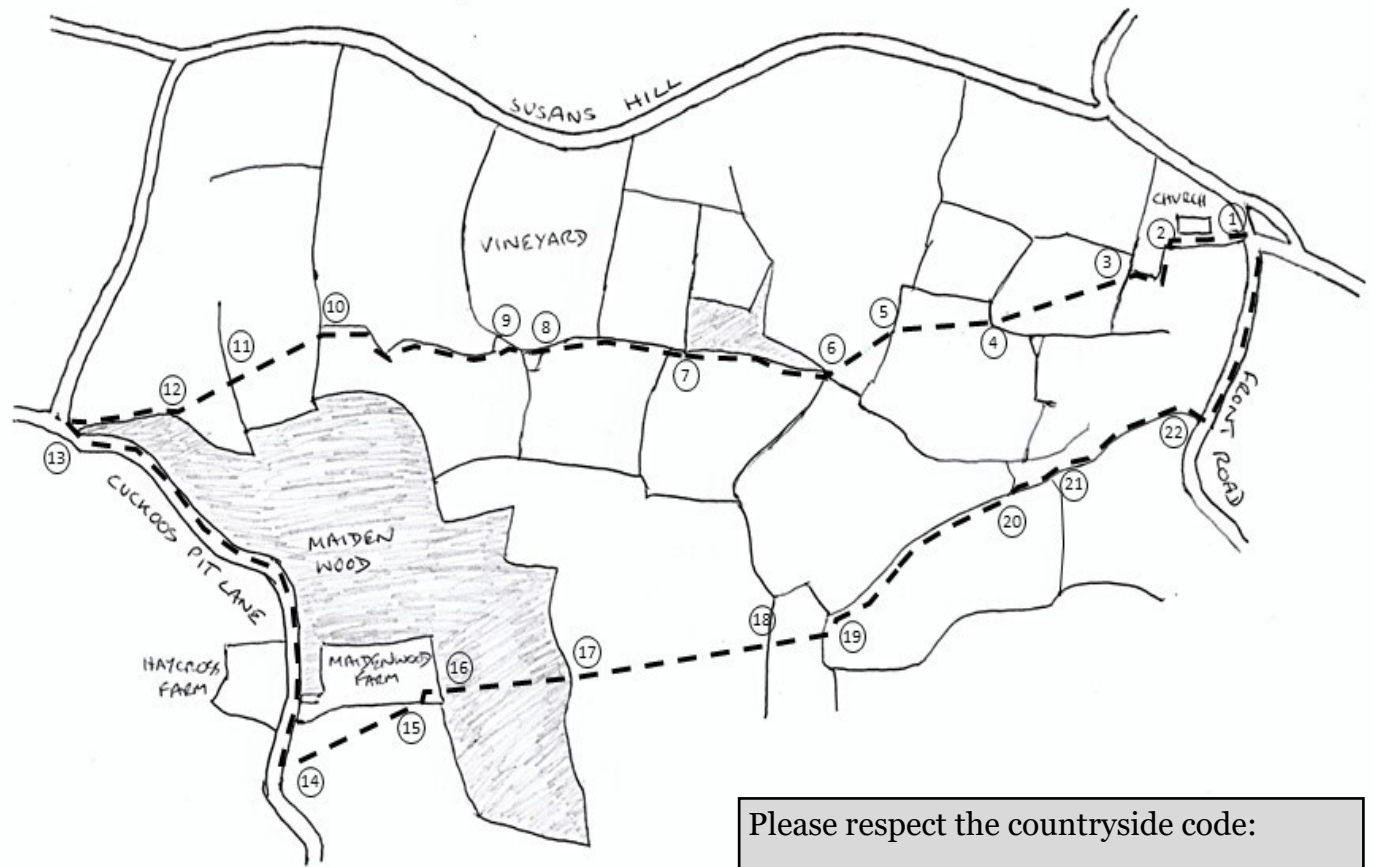 SUSANS HILL
CHURCH
1
2
3
VINEYARD
10
9
8
5
4
11
6
7
12
FRONT ROAD
22
13
21
CUCKOOS PIT LANE
20
MAIDEN
WOOD
18
19
HAYCROSS
FARM
MAIDENWOOD
FARM
16
17
15
14
Please respect the countryside code: